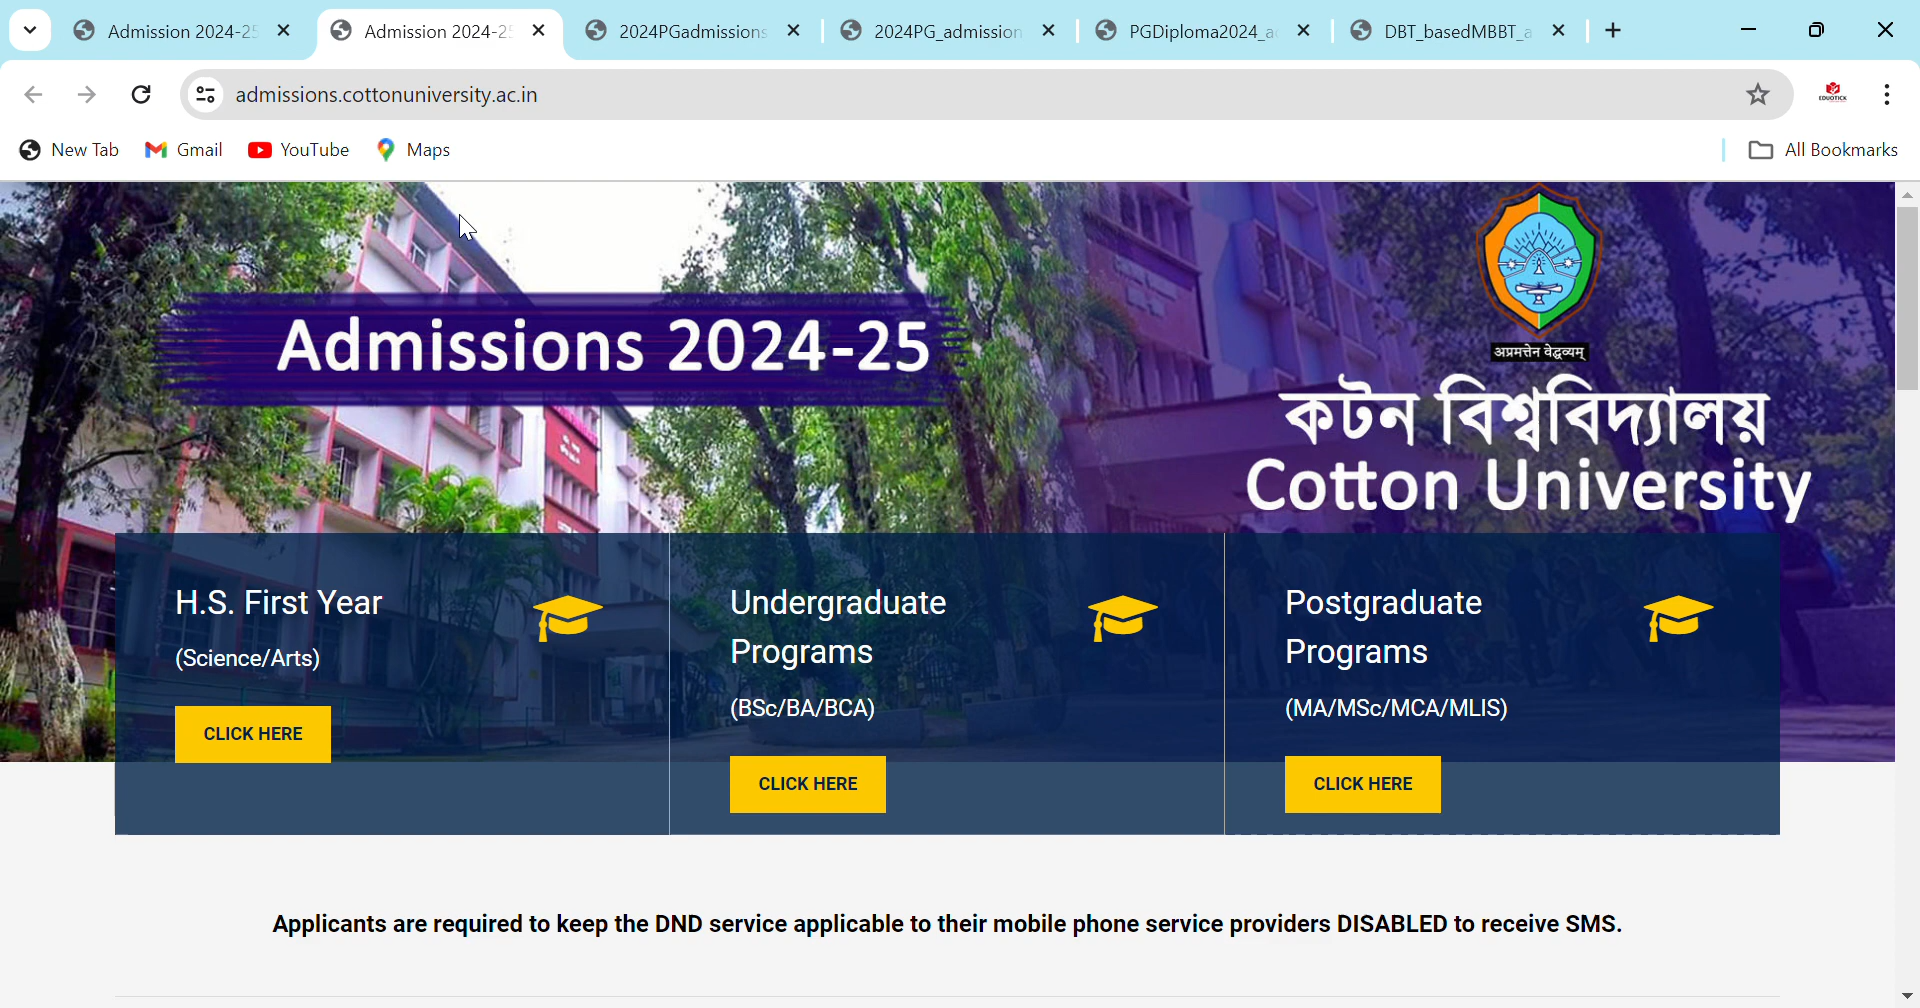 Admission 2024-25
Admission 2024-25
2024PGadmissions
2024PG_admission
PGDiploma2024_a
DBT_basedMBBT_a
admissions.cottonuniversity.ac.in
EDUOTICK
New Tab
Gmail
YouTube
Maps
All Bookmarks
Admissions 2024-25
अप्रमत्तेन वेद्धव्यम्
কটন বিশ্ববিদ্যালয়
Cotton University
H.S. First Year
(Science/Arts)
CLICK HERE
Undergraduate
Programs
(BSc/BA/BCA)
CLICK HERE
Postgraduate
Programs
(MA/MSc/MCA/MLIS)
CLICK HERE
Applicants are required to keep the DND service applicable to their mobile phone service providers DISABLED to receive SMS.